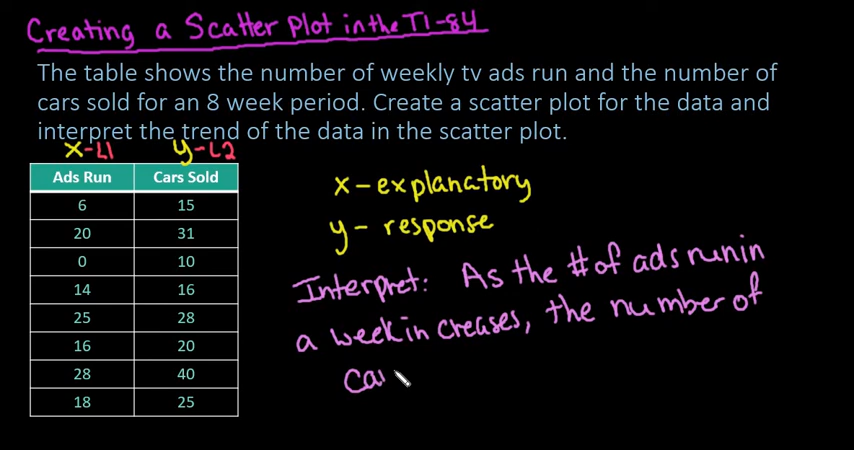 Creating a Scatter Plot in the TI-84
The table shows the number of weekly tv ads run and the number of
cars sold for an 8 week period. Create a scatter plot for the data and
interpret the trend of the data in the scatter plot.
x-L1 y-L2
Ads Run Cars Sold
6 15
20 31
0 10
14 16
25 28
16 20
28 40
18 25
x - explanatory
y - response
Interpret: As the # of ads run in
a week increases, the number of
ca